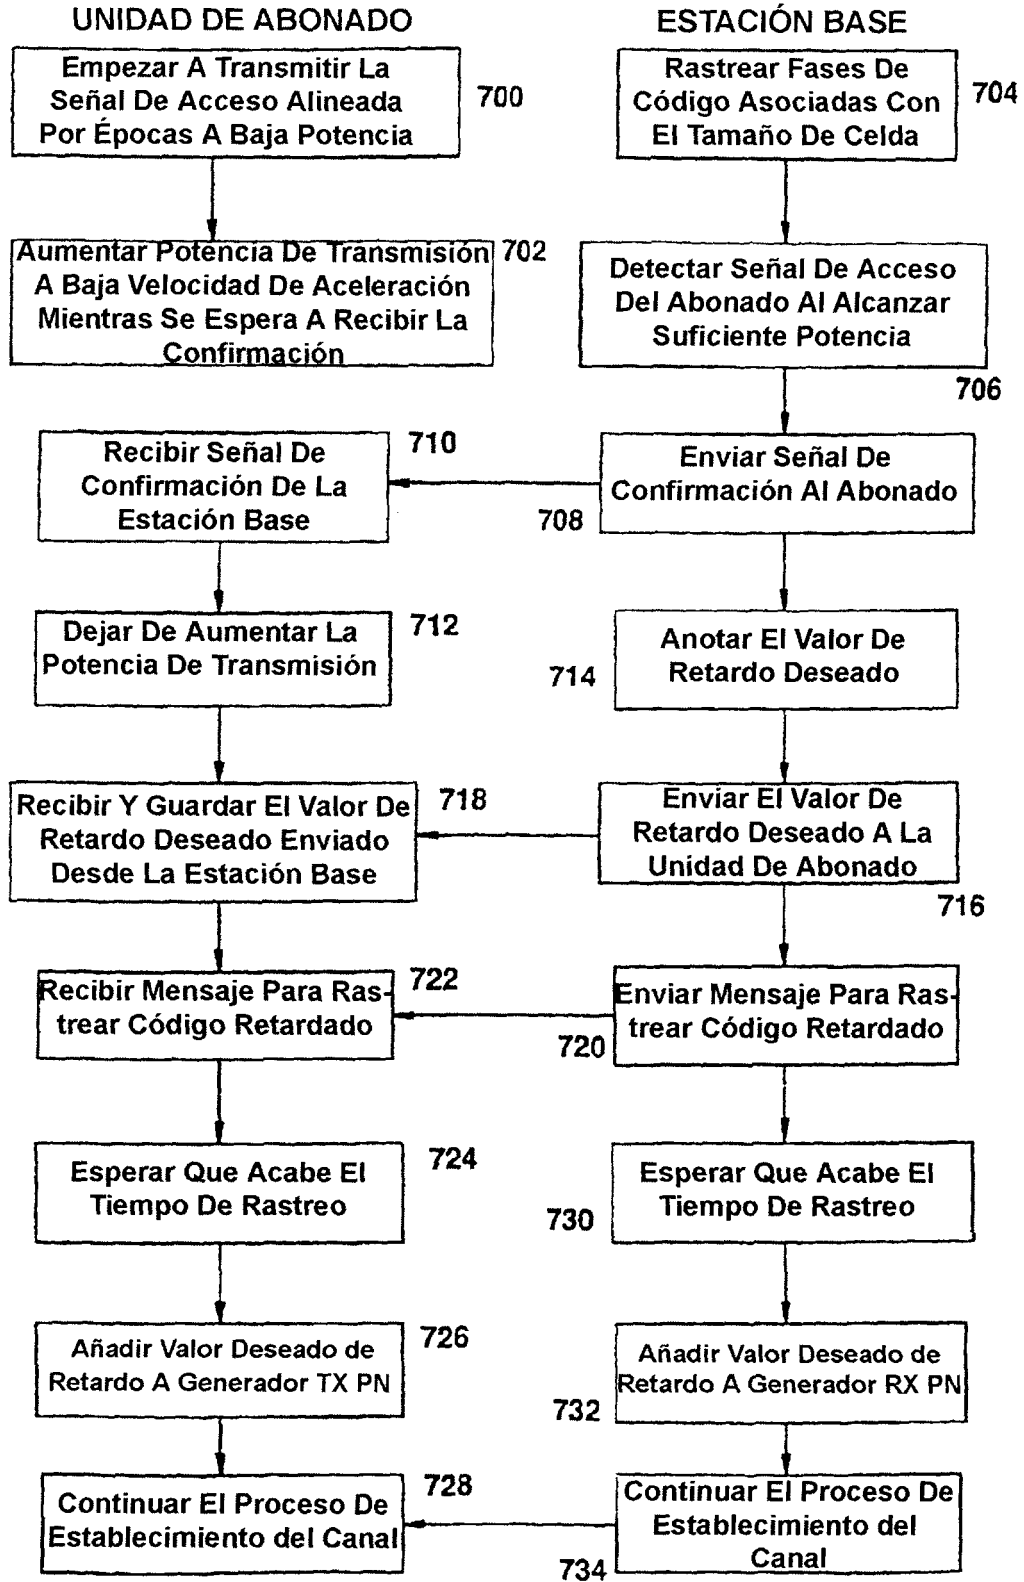 UNIDAD DE ABONADO
ESTACIÓN BASE
Empezar A Transmitir La
Señal De Acceso Alineada
Por Épocas A Baja Potencia
700
Rastrear Fases De
Código Asociadas Con
El Tamaño De Celda
704
Aumentar Potencia De Transmisión
A Baja Velocidad De Aceleración
Mientras Se Espera A Recibir La
Confirmación
702
Detectar Señal De Acceso
Del Abonado Al Alcanzar
Suficiente Potencia
706
Recibir Señal De
Confirmación De La
Estación Base
710
Enviar Señal De
Confirmación Al Abonado
708
Dejar De Aumentar La
Potencia De Transmisión
712
Anotar El Valor De
Retardo Deseado
714
Recibir Y Guardar El Valor De
Retardo Deseado Enviado
Desde La Estación Base
718
Enviar El Valor De
Retardo Deseado A La
Unidad De Abonado
716
Recibir Mensaje Para Ras-
trear Código Retardado
722
Enviar Mensaje Para Ras-
trear Código Retardado
720
Esperar Que Acabe El
Tiempo De Rastreo
724
Esperar Que Acabe El
Tiempo De Rastreo
730
Añadir Valor Deseado de
Retardo A Generador TX PN
726
Añadir Valor Deseado de
Retardo A Generador RX PN
732
Continuar El Proceso De
Establecimiento del Canal
728
Continuar El Proceso De
Establecimiento del
Canal
734